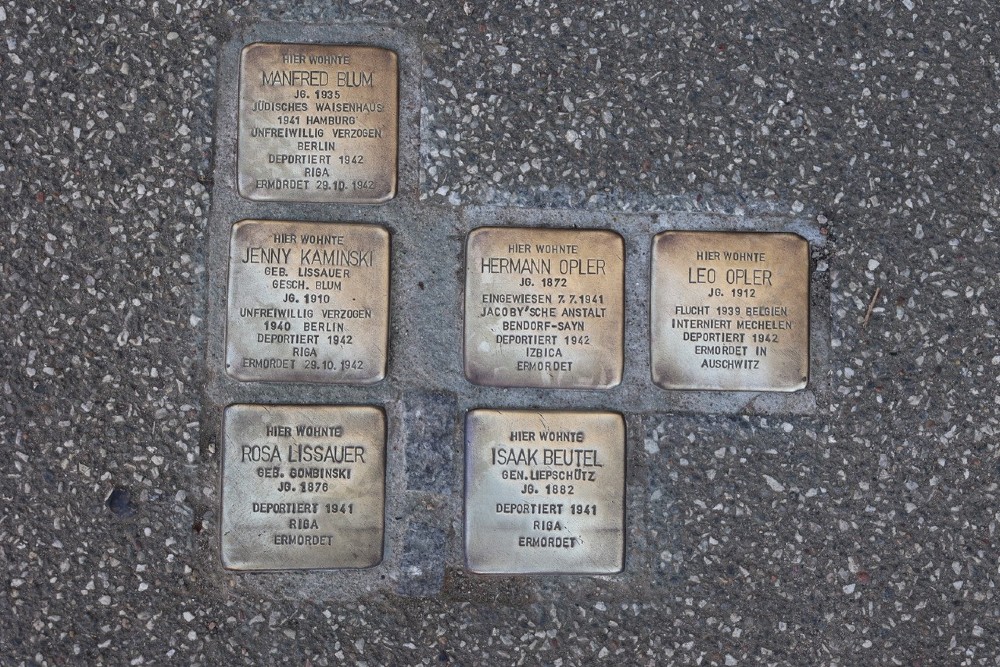 HIER WOHNTE
MANFRED BLUM
JG. 1935
JÜDISCHES WAISENHAUS
1941 HAMBURG
UNFREIWILLIG VERZOGEN
BERLIN
DEPORTIERT 1942
RIGA
ERMORDET 29.10.1942
HIER WOHNTE
JENNY KAMINSKI
GEB. LISSAUER
GESCH. BLUM
JG. 1910
UNFREIWILLIG VERZOGEN
1940 BERLIN
DEPORTIERT 1942
RIGA
ERMORDET 29.10.1942
HIER WOHNTE
HERMANN OPLER
JG. 1872
EINGEWIESEN 7.7.1941
JACOBY'SCHE ANSTALT
BENDORF-SAYN
DEPORTIERT 1942
IZBICA
ERMORDET
HIER WOHNTE
LEO OPLER
JG. 1912
FLUCHT 1939 BELGIEN
INTERNIERT MECHELEN
DEPORTIERT 1942
ERMORDET IN
AUSCHWITZ
HIER WOHNTE
ROSA LISSAUER
GEB. GOMBINSKI
JG. 1876
DEPORTIERT 1941
RIGA
ERMORDET
HIER WOHNTE
ISAAK BEUTEL
GEN. LIEPSCHÜTZ
JG. 1882
DEPORTIERT 1941
RIGA
ERMORDET